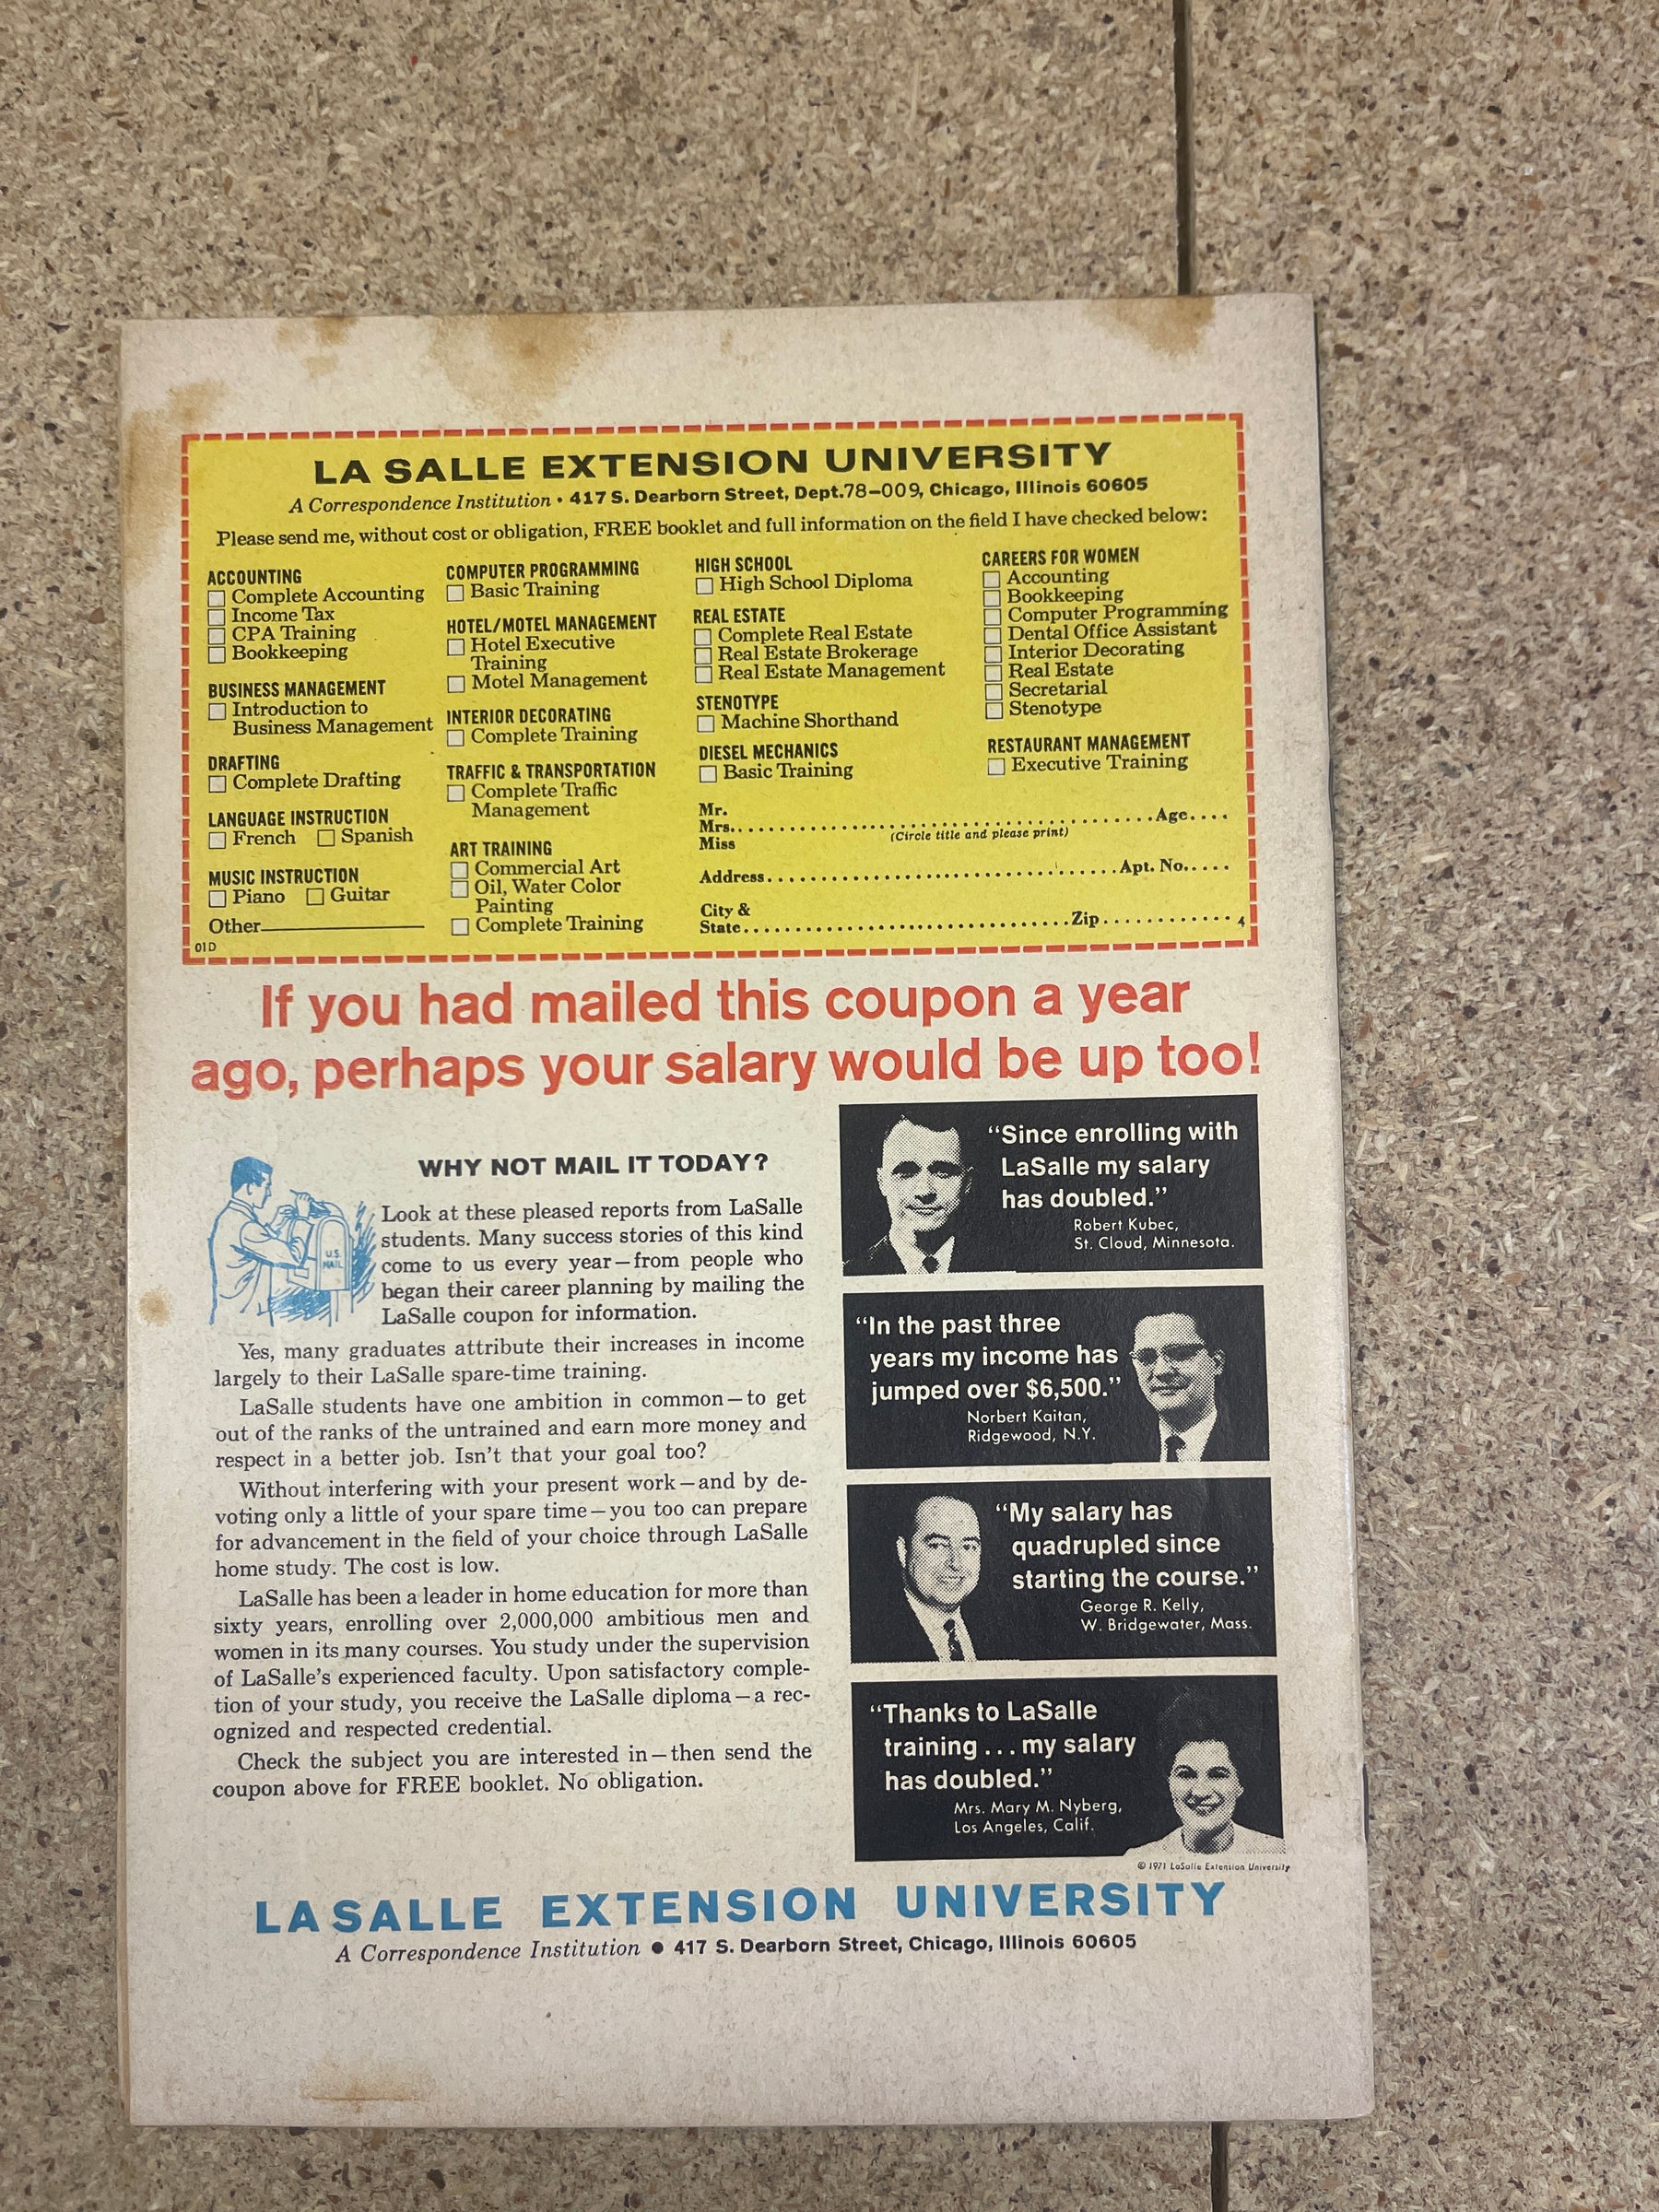 LA SALLE EXTENSION UNIVERSITY
A Correspondence Institution • 417 S. Dearborn Street, Dept.78–009, Chicago, Illinois 60605
Please send me, without cost or obligation, FREE booklet and full information on the field I have checked below:
ACCOUNTING
Complete Accounting
Income Tax
CPA Training
Bookkeeping
BUSINESS MANAGEMENT
Introduction to
Business Management
DRAFTING
Complete Drafting
LANGUAGE INSTRUCTION
French Spanish
MUSIC INSTRUCTION
Piano Guitar
Other
01D
COMPUTER PROGRAMMING
Basic Training
HOTEL/MOTEL MANAGEMENT
Hotel Executive
Training
Motel Management
INTERIOR DECORATING
Complete Training
TRAFFIC & TRANSPORTATION
Complete Traffic
Management
ART TRAINING
Commercial Art
Oil, Water Color
Painting
Complete Training
HIGH SCHOOL
High School Diploma
REAL ESTATE
Complete Real Estate
Real Estate Brokerage
Real Estate Management
STENOTYPE
Machine Shorthand
DIESEL MECHANICS
Basic Training
CAREERS FOR WOMEN
Accounting
Bookkeeping
Computer Programming
Dental Office Assistant
Interior Decorating
Real Estate
Secretarial
Stenotype
RESTAURANT MANAGEMENT
Executive Training
Mr.
Mrs. Age
(Circle title and please print)
Miss
Address Apt. No.
City &
State Zip 4
If you had mailed this coupon a year
ago, perhaps your salary would be up too!
WHY NOT MAIL IT TODAY?
U.S.
MAIL
Look at these pleased reports from LaSalle
students. Many success stories of this kind
come to us every year—from people who
began their career planning by mailing the
LaSalle coupon for information.
Yes, many graduates attribute their increases in income
largely to their LaSalle spare-time training.
LaSalle students have one ambition in common—to get
out of the ranks of the untrained and earn more money and
respect in a better job. Isn't that your goal too?
Without interfering with your present work—and by de-
voting only a little of your spare time—you too can prepare
for advancement in the field of your choice through LaSalle
home study. The cost is low.
LaSalle has been a leader in home education for more than
sixty years, enrolling over 2,000,000 ambitious men and
women in its many courses. You study under the supervision
of LaSalle's experienced faculty. Upon satisfactory comple-
tion of your study, you receive the LaSalle diploma—a rec-
ognized and respected credential.
Check the subject you are interested in—then send the
coupon above for FREE booklet. No obligation.
"Since enrolling with
LaSalle my salary
has doubled."
Robert Kubec,
St. Cloud, Minnesota.
"In the past three
years my income has
jumped over $6,500."
Norbert Kaitan,
Ridgewood, N.Y.
"My salary has
quadrupled since
starting the course."
George R. Kelly,
W. Bridgewater, Mass.
"Thanks to LaSalle
training . . . my salary
has doubled."
Mrs. Mary M. Nyberg,
Los Angeles, Calif.
© 1971 LaSalle Extension University
LASALLE EXTENSION UNIVERSITY
A Correspondence Institution • 417 S. Dearborn Street, Chicago, Illinois 60605